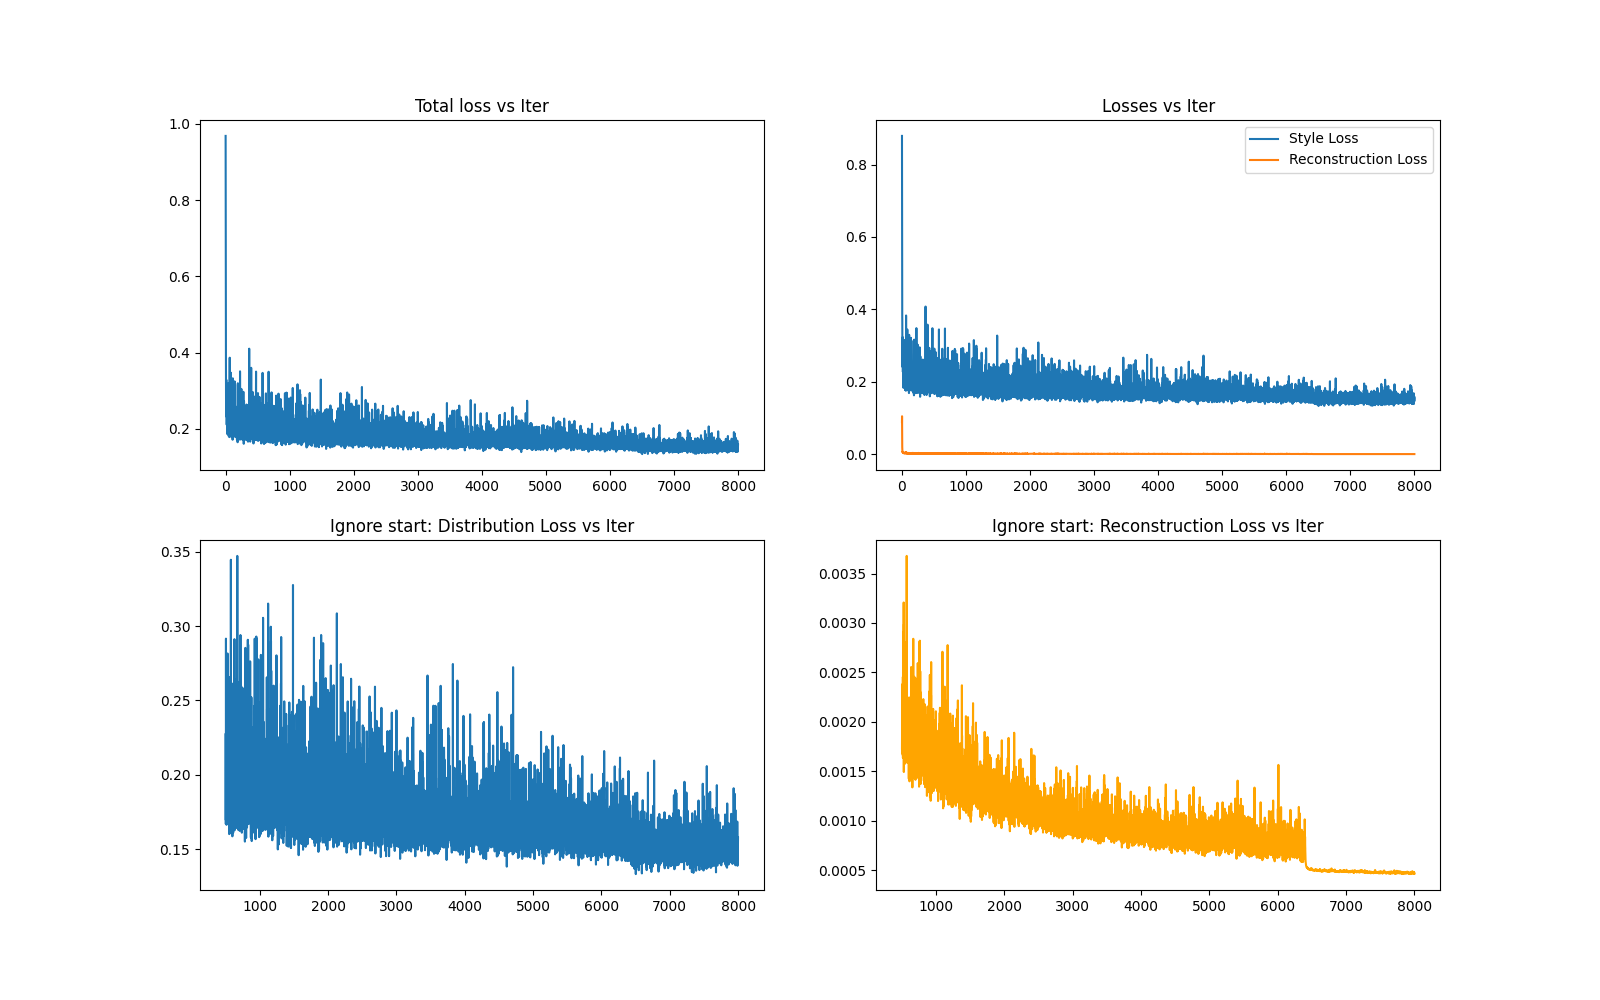 Total loss vs Iter
1.0
0.8
0.6
0.4
0.2
0 1000 2000 3000 4000 5000 6000 7000 8000
Losses vs Iter
Style Loss
Reconstruction Loss
0.8
0.6
0.4
0.2
0.0
0 1000 2000 3000 4000 5000 6000 7000 8000
Ignore start: Distribution Loss vs Iter
0.35
0.30
0.25
0.20
0.15
1000 2000 3000 4000 5000 6000 7000 8000
Ignore start: Reconstruction Loss vs Iter
0.0035
0.0030
0.0025
0.0020
0.0015
0.0010
0.0005
1000 2000 3000 4000 5000 6000 7000 8000